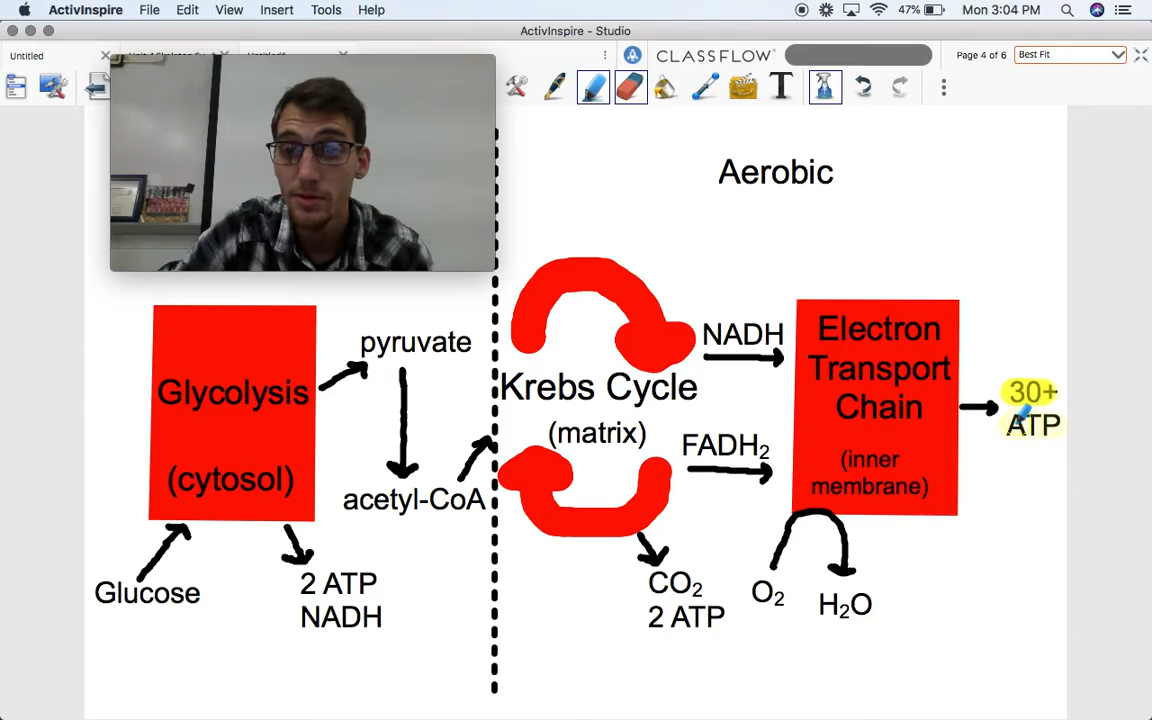 ActivInspire File Edit View Insert Tools Help
47% Mon 3:04 PM
ActivInspire - Studio
Untitled
CLASSFLOW
Page 4 of 6
Best Fit
Aerobic
pyruvate
NADH
Electron
Transport
Chain
(inner
membrane)
Glycolysis
(cytosol)
Krebs Cycle
(matrix)
FADH₂
30+
ATP
acetyl-CoA
Glucose
2 ATP
NADH
CO₂
2 ATP
O₂
H₂O